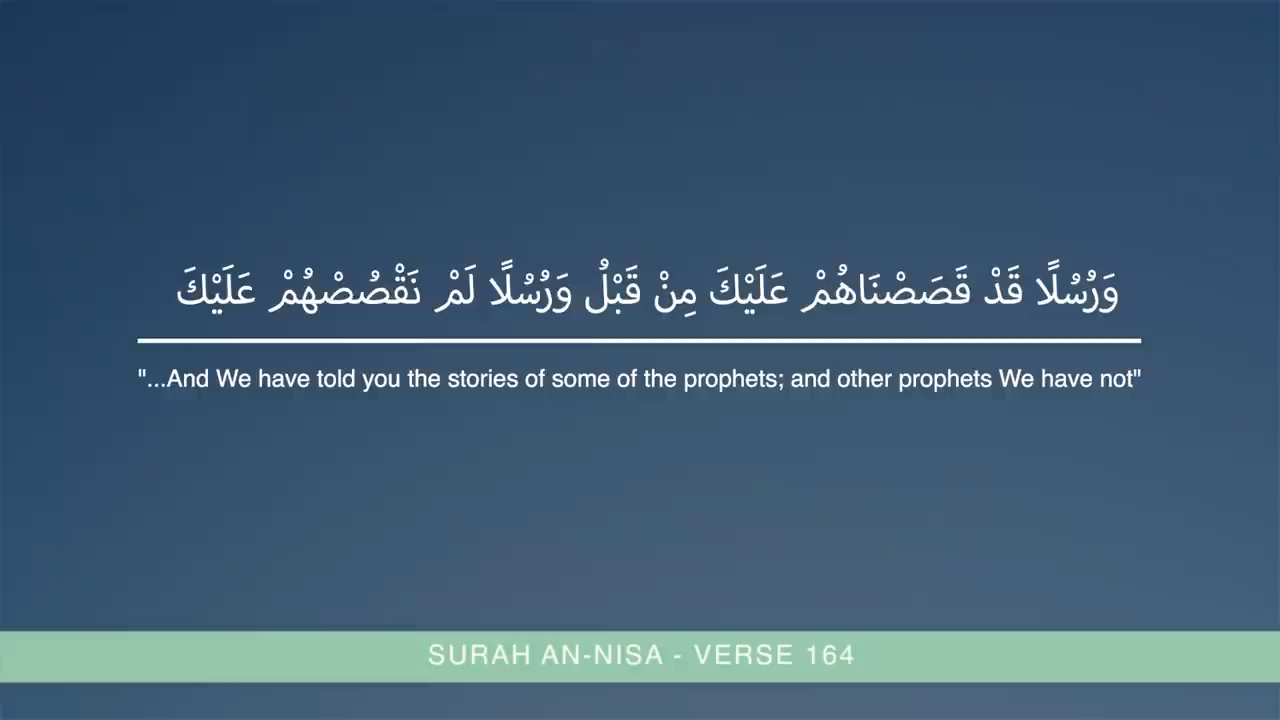 وَرُسُلًا قَدْ قَصَصْنَاهُمْ عَلَيْكَ مِنْ قَبْلُ وَرُسُلًا لَمْ نَقْصُصْهُمْ عَلَيْكَ
"...And We have told you the stories of some of the prophets; and other prophets We have not"
SURAH AN-NISA - VERSE 164